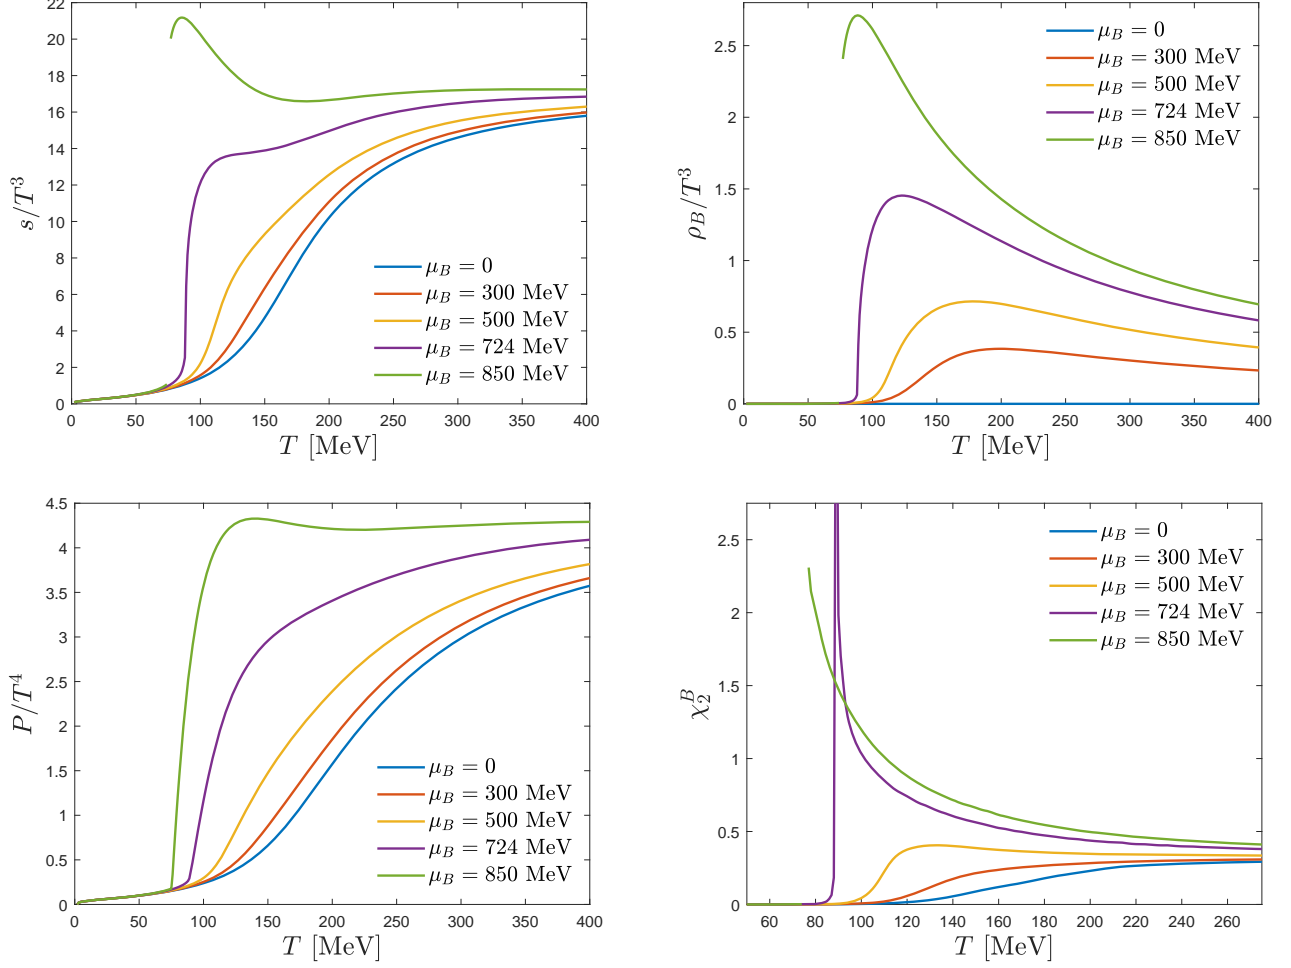 22
20
18
16
14
12
10
8
6
4
2
0
s/T³
μ_B = 0
μ_B = 300 MeV
μ_B = 500 MeV
μ_B = 724 MeV
μ_B = 850 MeV
0 50 100 150 200 250 300 350 400
T [MeV]
2.5
2
1.5
1
0.5
0
ρ_B/T³
μ_B = 0
μ_B = 300 MeV
μ_B = 500 MeV
μ_B = 724 MeV
μ_B = 850 MeV
0 50 100 150 200 250 300 350 400
T [MeV]
4.5
4
3.5
3
2.5
2
1.5
1
0.5
0
P/T⁴
μ_B = 0
μ_B = 300 MeV
μ_B = 500 MeV
μ_B = 724 MeV
μ_B = 850 MeV
0 50 100 150 200 250 300 350 400
T [MeV]
2.5
2
1.5
1
0.5
0
χ₂ᴮ
μ_B = 0
μ_B = 300 MeV
μ_B = 500 MeV
μ_B = 724 MeV
μ_B = 850 MeV
60 80 100 120 140 160 180 200 220 240 260
T [MeV]